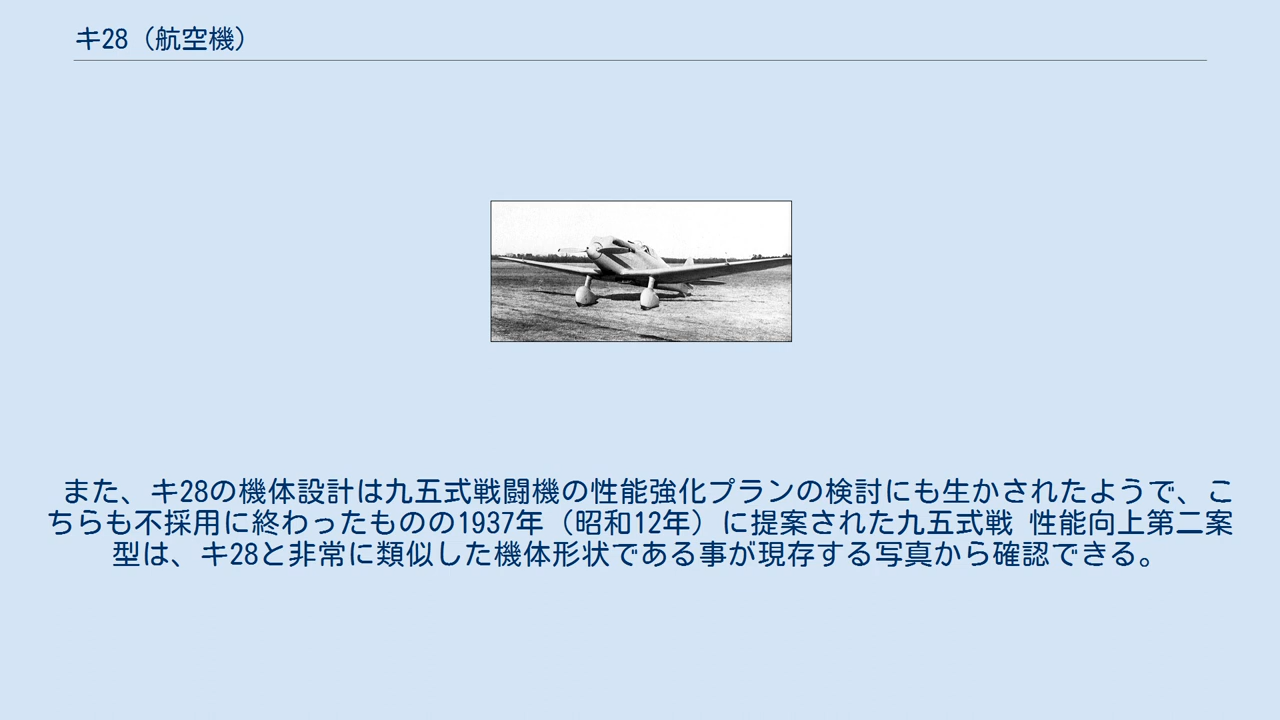 キ28（航空機）
また、キ28の機体設計は九五式戦闘機の性能強化プランの検討にも生かされたようで、こ
ちらも不採用に終わったものの1937年（昭和12年）に提案された九五式戦 性能向上第二案
型は、キ28と非常に類似した機体形状である事が現存する写真から確認できる。